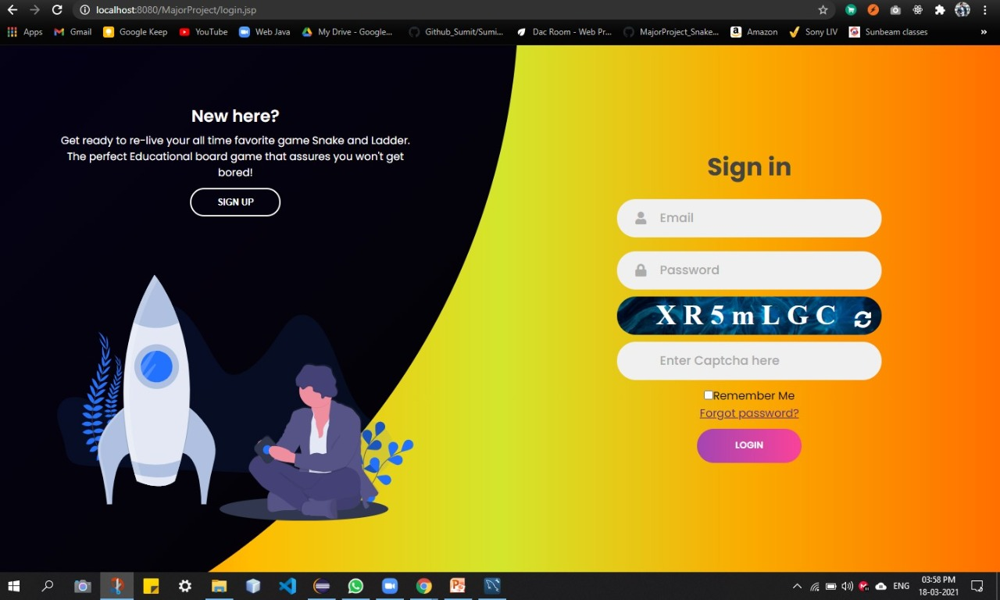 localhost:8080/MajorProject/login.jsp
Apps Gmail Google Keep YouTube Web Java My Drive - Google... Github_Sumit/Sumi... Dac Room - Web Pr... MajorProject_Snake... Amazon Sony LIV Sunbeam classes »
New here?
Get ready to re-live your all time favorite game Snake and Ladder.
The perfect Educational board game that assures you won't get
bored!
SIGN UP
Sign in
Email
Password
X R 5 m L G C
Enter Captcha here
Remember Me
Forgot password?
LOGIN
ENG
03:58 PM
18-03-2021